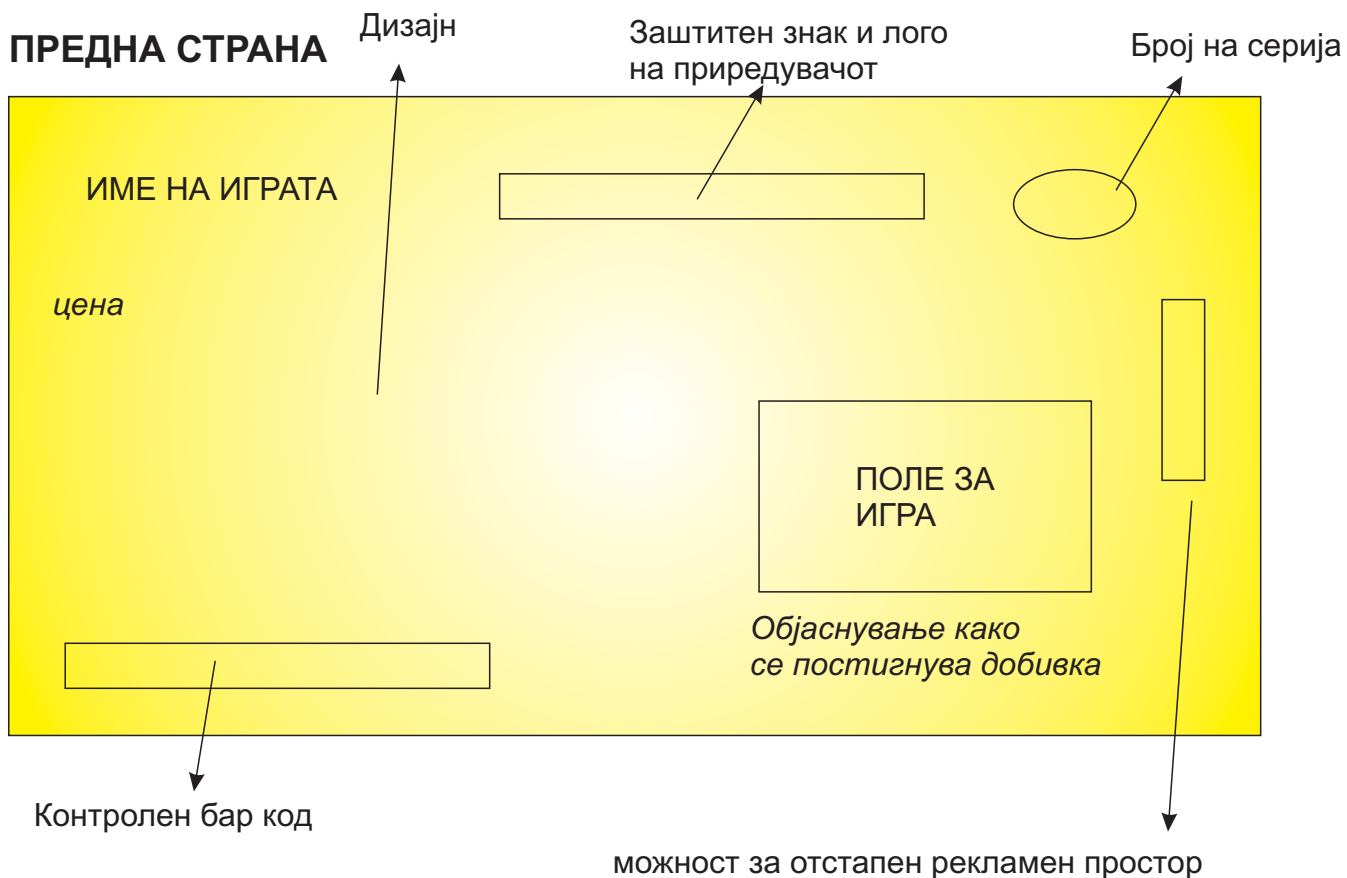 ПРЕДНА СТРАНА
Дизајн
Заштитен знак и лого
на приредувачот
Број на серија
ИМЕ НА ИГРАТА
цена
ПОЛЕ ЗА
ИГРА
Објаснување како
се постигнува добивка
Контролен бар код
можност за отстапен рекламен простор